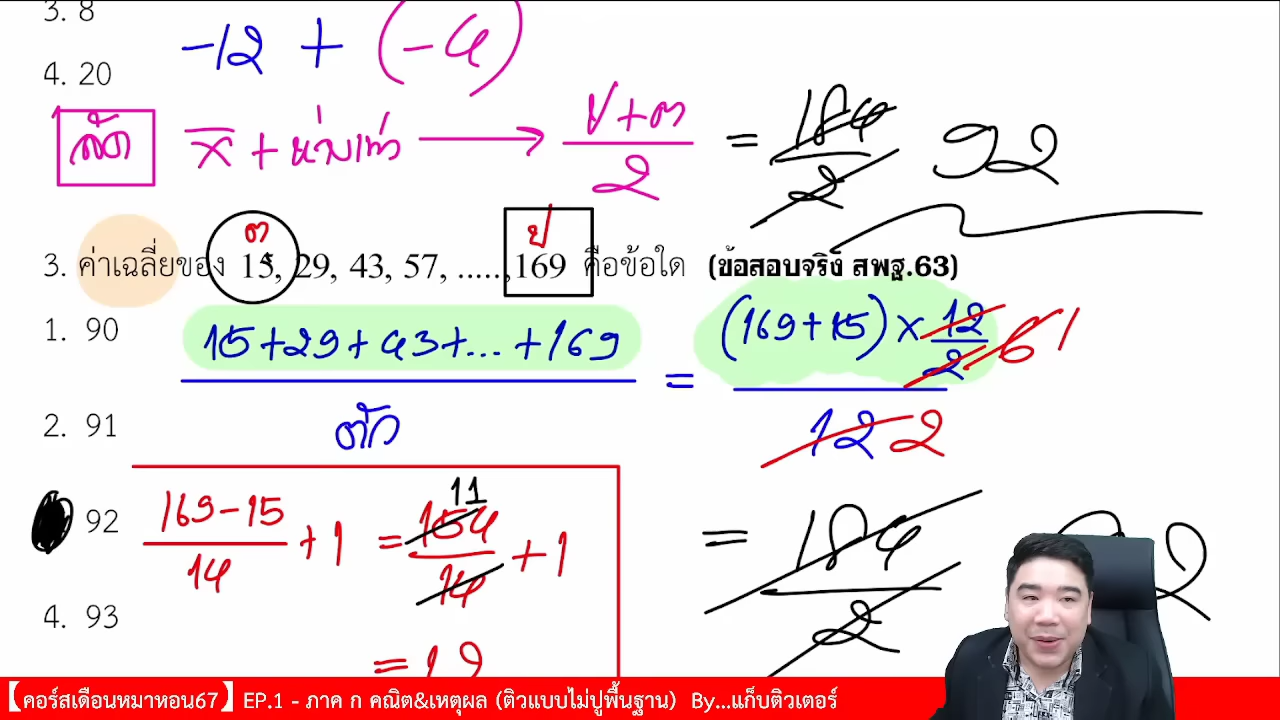 3. 8
-12 + (-4)
4. 20
ลัด x̄ + ห่างเท่า → ป+ต/2 = 184/2 92
ต ป
3. ค่าเฉลี่ยของ 15, 29, 43, 57, .....,169 คือข้อใด (ข้อสอบจริง สพฐ.63)
1. 90
15+29+43+...+169 / ตัว = (169+15)×12/2 6 1 / 12 2
2. 91
92
169-15/14 +1 = 154/14 11 +1
= 184/2
4. 93
= 12
【คอร์สเดือนหมาหอน67】 EP.1 - ภาค ก คณิต&เหตุผล (ติวแบบไม่ปูพื้นฐาน) By...แก็บติวเตอร์